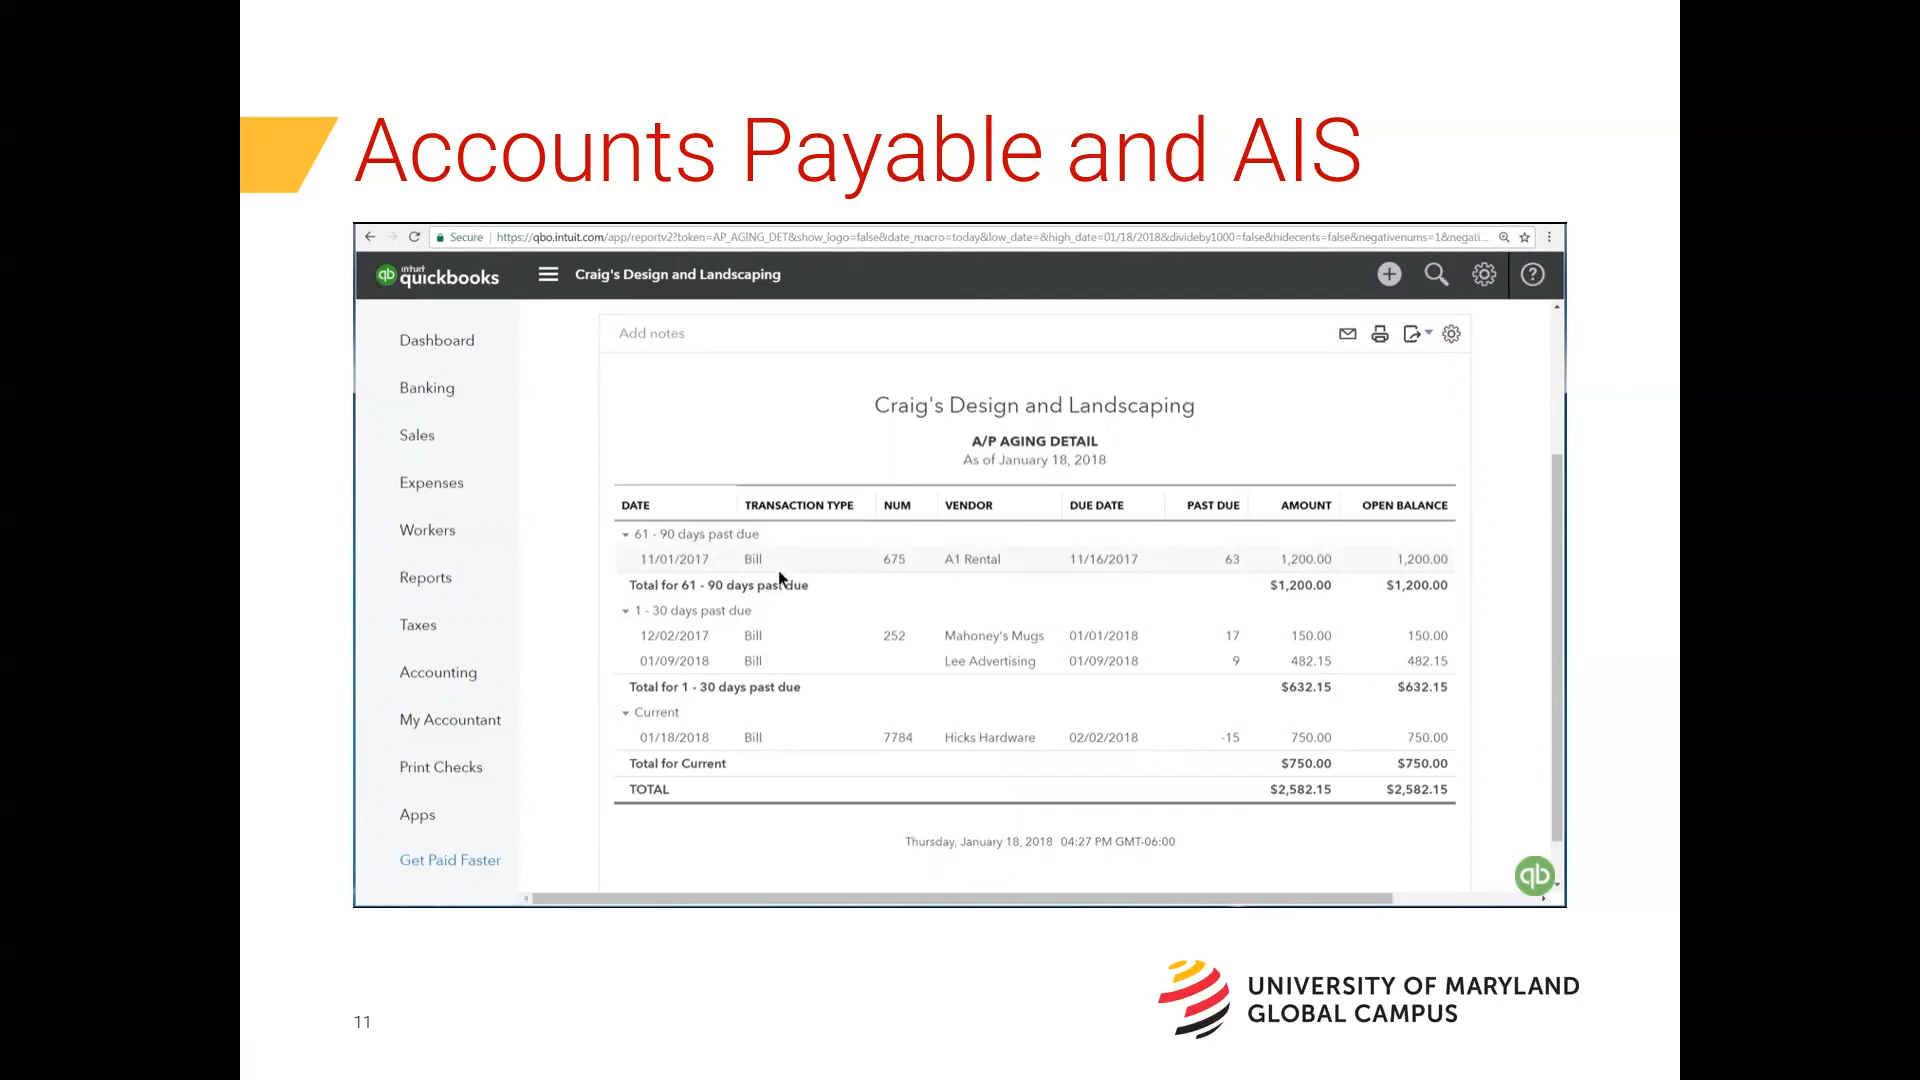 Accounts Payable and AIS
Secure | https://qbo.intuit.com/app/reportv2?token=AP_AGING_DET&show_logo=false&date_macro=today&low_date=&high_date=01/18/2018&divideby1000=false&hidecents=false&negativenums=1&negati...
qb intuit quickbooks Craig's Design and Landscaping
Dashboard
Banking
Sales
Expenses
Workers
Reports
Taxes
Accounting
My Accountant
Print Checks
Apps
Get Paid Faster
Add notes
Craig's Design and Landscaping
A/P AGING DETAIL
As of January 18, 2018
DATE TRANSACTION TYPE NUM VENDOR DUE DATE PAST DUE AMOUNT OPEN BALANCE
61 - 90 days past due
11/01/2017 Bill 675 A1 Rental 11/16/2017 63 1,200.00 1,200.00
Total for 61 - 90 days past due $1,200.00 $1,200.00
1 - 30 days past due
12/02/2017 Bill 252 Mahoney's Mugs 01/01/2018 17 150.00 150.00
01/09/2018 Bill Lee Advertising 01/09/2018 9 482.15 482.15
Total for 1 - 30 days past due $632.15 $632.15
Current
01/18/2018 Bill 7784 Hicks Hardware 02/02/2018 -15 750.00 750.00
Total for Current $750.00 $750.00
TOTAL $2,582.15 $2,582.15
Thursday, January 18, 2018 04:27 PM GMT-06:00
qb
11
UNIVERSITY OF MARYLAND
GLOBAL CAMPUS